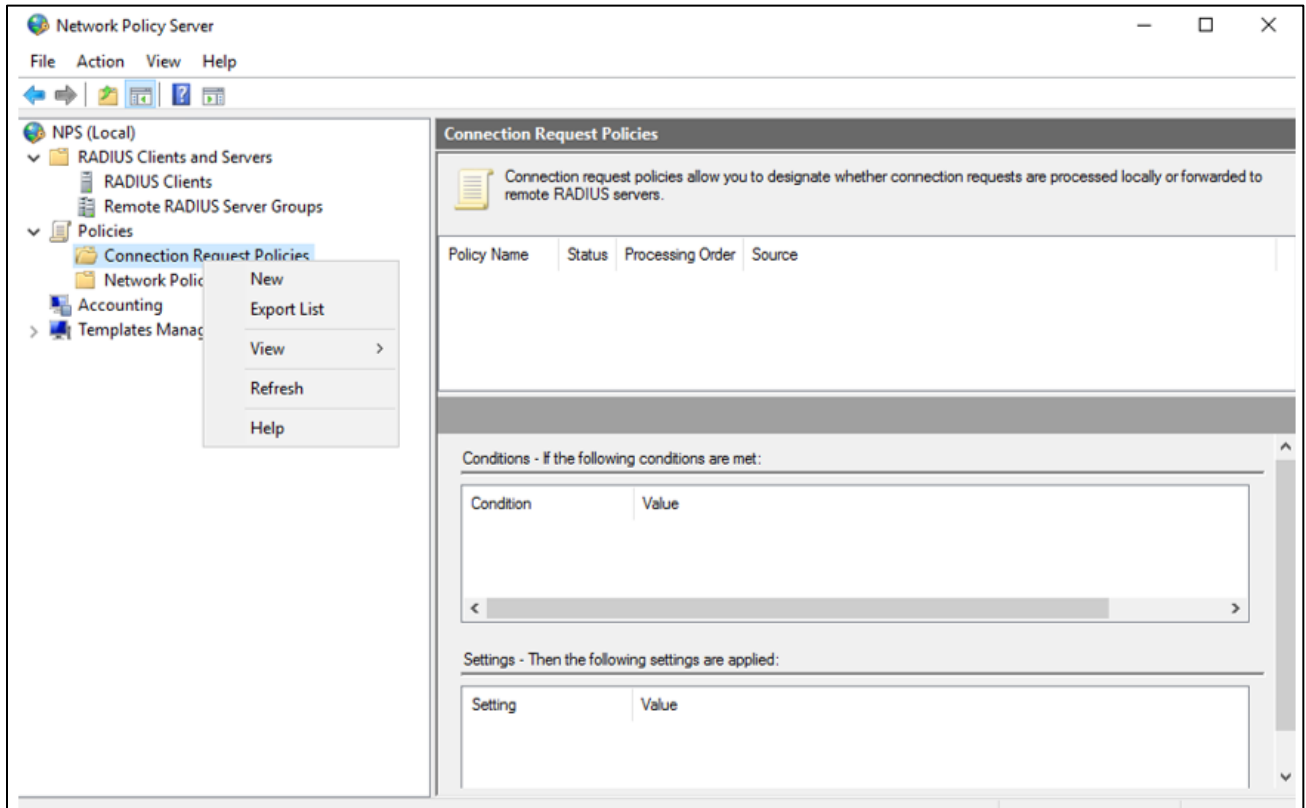 Network Policy Server
File Action View Help
NPS (Local)
RADIUS Clients and Servers
RADIUS Clients
Remote RADIUS Server Groups
Policies
Connection Request Policies
Network Polic
Accounting
Templates Manag
New
Export List
View
Refresh
Help
Connection Request Policies
Connection request policies allow you to designate whether connection requests are processed locally or forwarded to
remote RADIUS servers.
Policy Name Status Processing Order Source
Conditions - If the following conditions are met:
Condition Value
Settings - Then the following settings are applied:
Setting Value